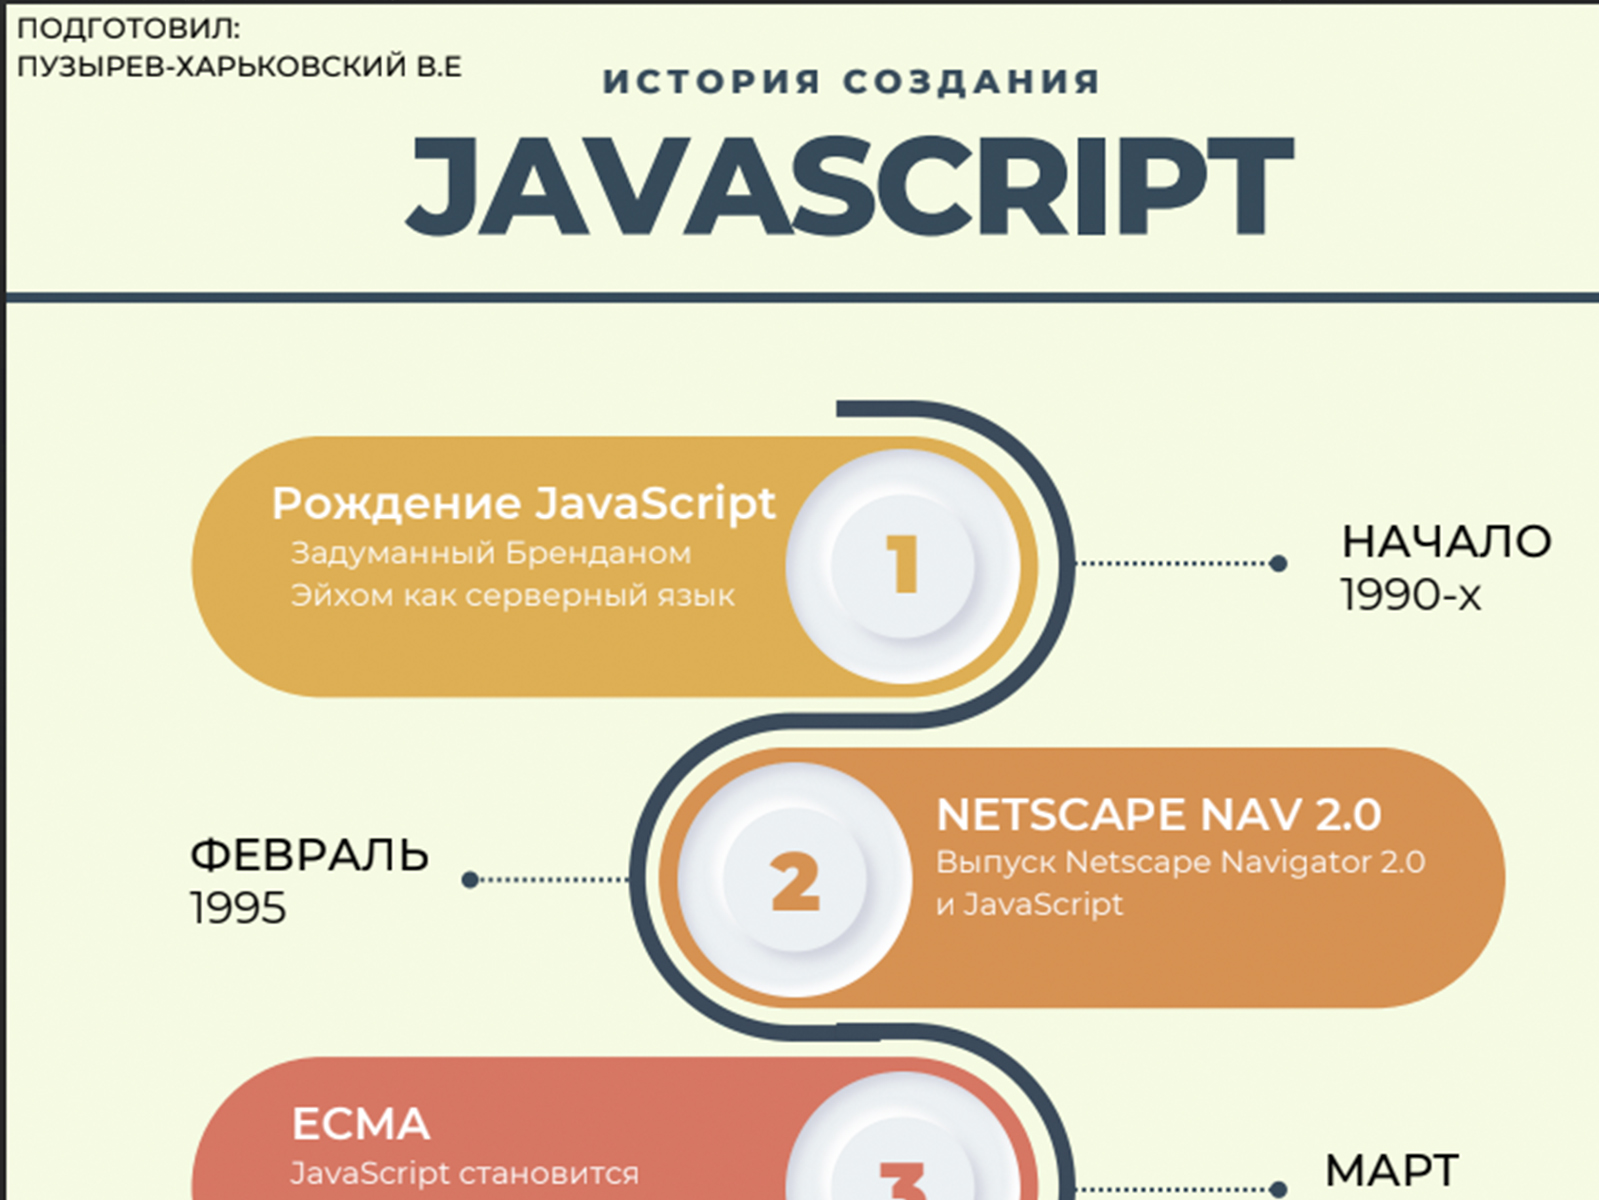 ПОДГОТОВИЛ:
ПУЗЫРЕВ-ХАРЬКОВСКИЙ В.Е
ИСТОРИЯ СОЗДАНИЯ
JAVASCRIPT
Рождение JavaScript
Задуманный Бренданом
Эйхом как серверный язык
1
НАЧАЛО
1990-х
ФЕВРАЛЬ
1995
2
NETSCAPE NAV 2.0
Выпуск Netscape Navigator 2.0
и JavaScript
ECMA
JavaScript становится
3
МАРТ